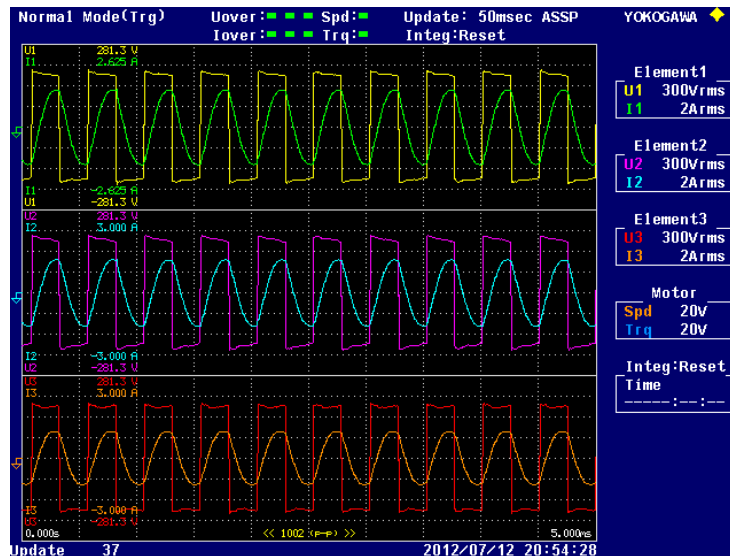 Normal Mode(Trg) Uover: Spd: Update: 50msec ASSP YOKOGAWA
Iover: Trq: Integ:Reset
U1 281.3 V
I1 2.625 A
I1 -2.625 A
U1 -281.3 V
U2 281.3 V
I2 3.000 A
I2 -3.000 A
U2 -281.3 V
U3 281.3 V
I3 3.000 A
I3 -3.000 A
U3 -281.3 V
0.000s << 1002 (p-p) >> 5.000ms
Update 37 2012/07/12 20:54:28
Element1
U1 300Vrms
I1 2Arms
Element2
U2 300Vrms
I2 2Arms
Element3
U3 300Vrms
I3 2Arms
Motor
Spd 20V
Trq 20V
Integ:Reset
Time
-----:--:--